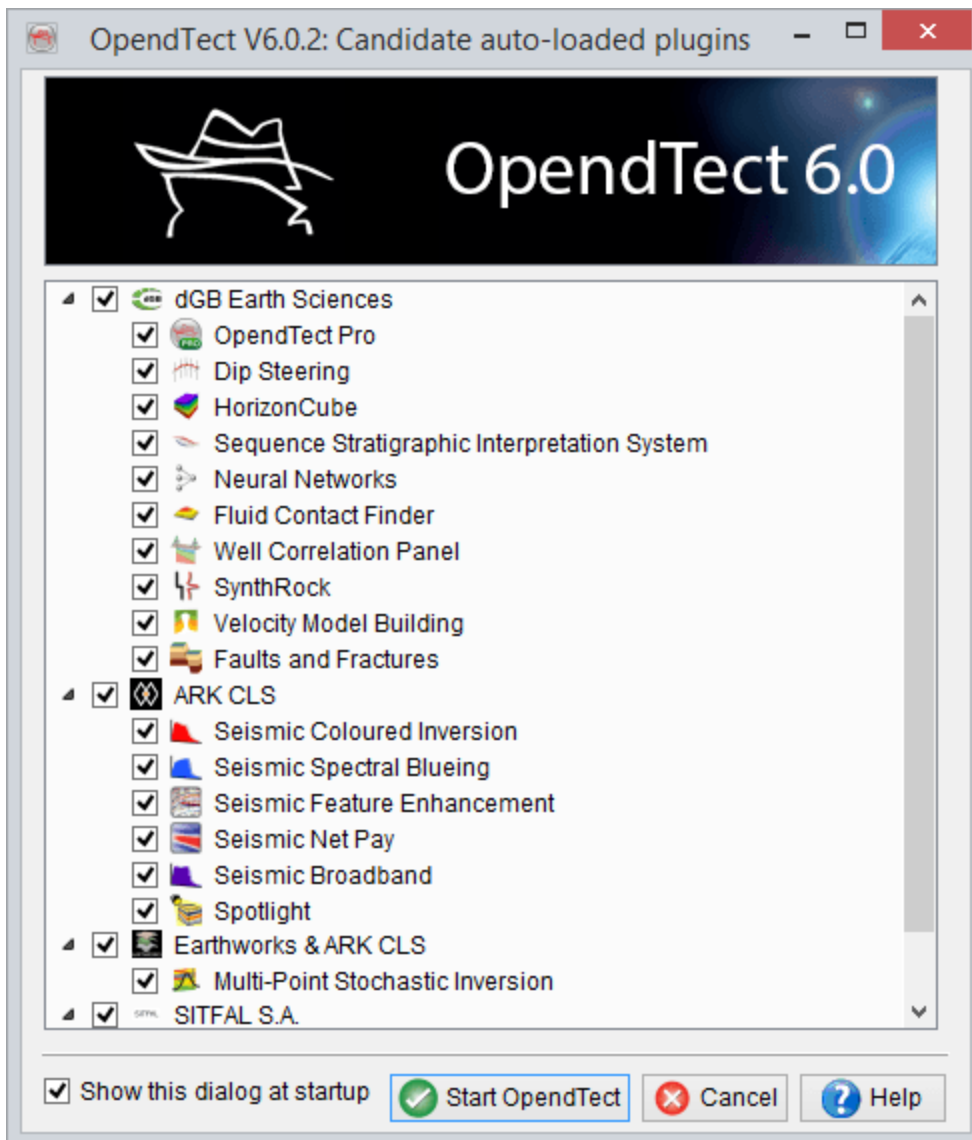 OpendTect V6.0.2: Candidate auto-loaded plugins
OpendTect 6.0
dGB Earth Sciences
OpendTect Pro
Dip Steering
HorizonCube
Sequence Stratigraphic Interpretation System
Neural Networks
Fluid Contact Finder
Well Correlation Panel
SynthRock
Velocity Model Building
Faults and Fractures
ARK CLS
Seismic Coloured Inversion
Seismic Spectral Blueing
Seismic Feature Enhancement
Seismic Net Pay
Seismic Broadband
Spotlight
Earthworks & ARK CLS
Multi-Point Stochastic Inversion
SITFAL S.A.
Show this dialog at startup Start OpendTect Cancel Help